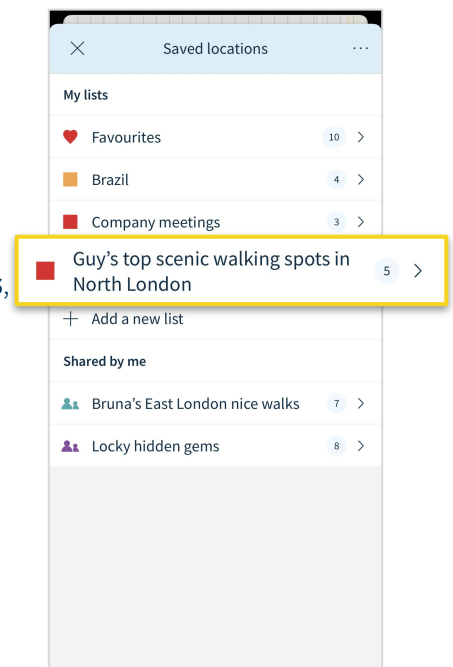 Saved locations
My lists
Favourites 10
Brazil 4
Company meetings 3
Guy’s top scenic walking spots in
North London 5
s,
Add a new list
Shared by me
Bruna’s East London nice walks 7
Locky hidden gems 8